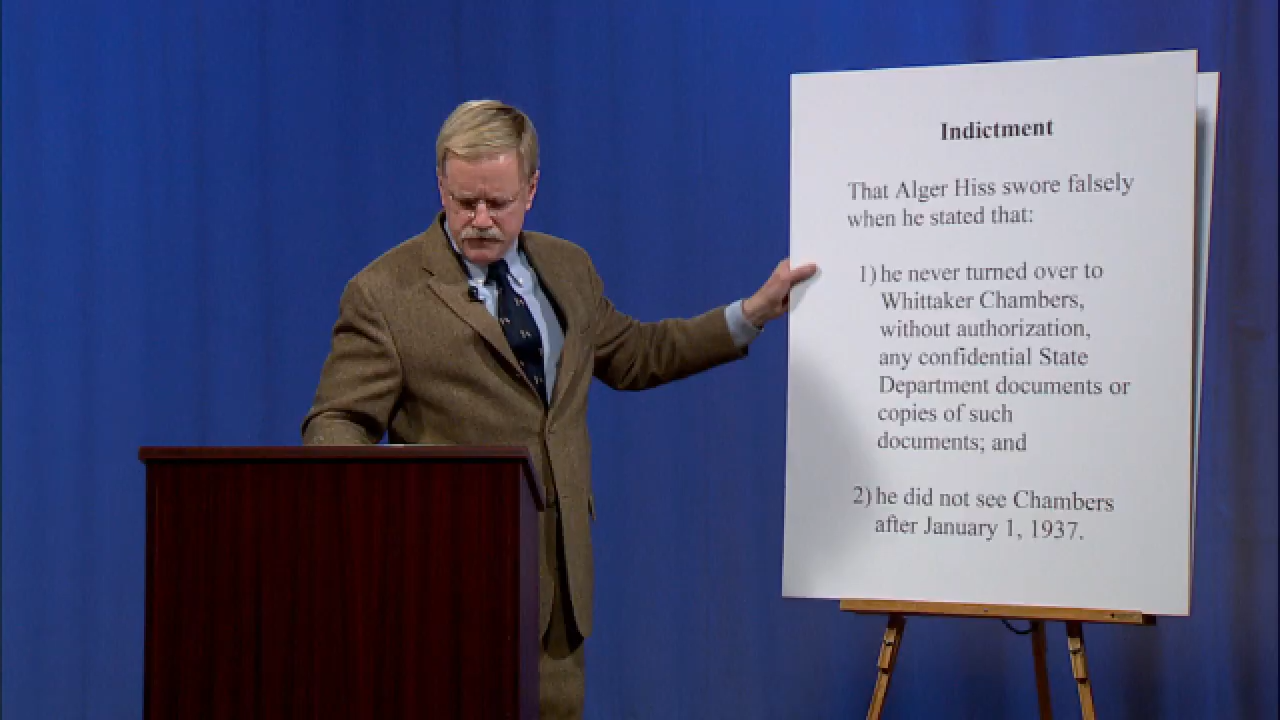 Indictment
That Alger Hiss swore falsely
when he stated that:
1) he never turned over to
Whittaker Chambers,
without authorization,
any confidential State
Department documents or
copies of such
documents; and
2) he did not see Chambers
after January 1, 1937.